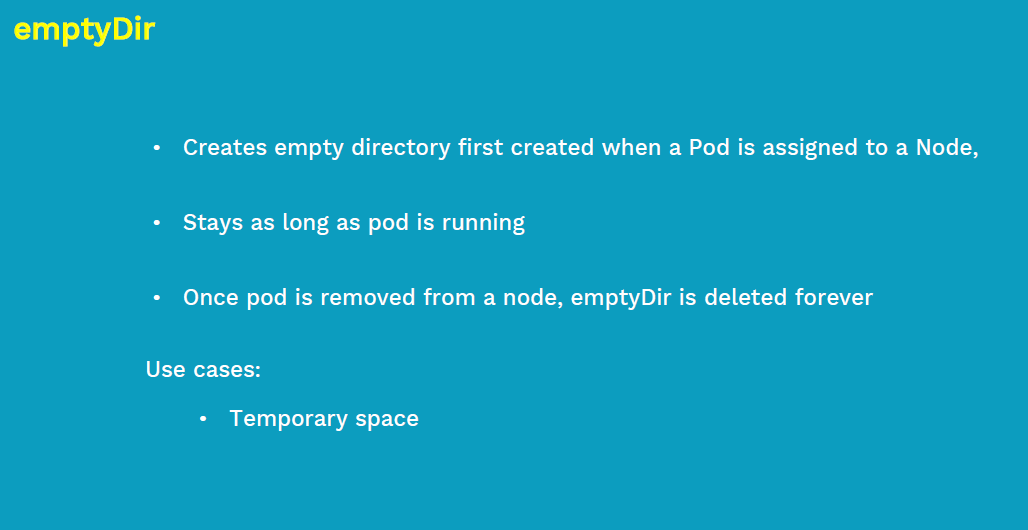 emptyDir
• Creates empty directory first created when a Pod is assigned to a Node,
• Stays as long as pod is running
• Once pod is removed from a node, emptyDir is deleted forever
Use cases:
• Temporary space